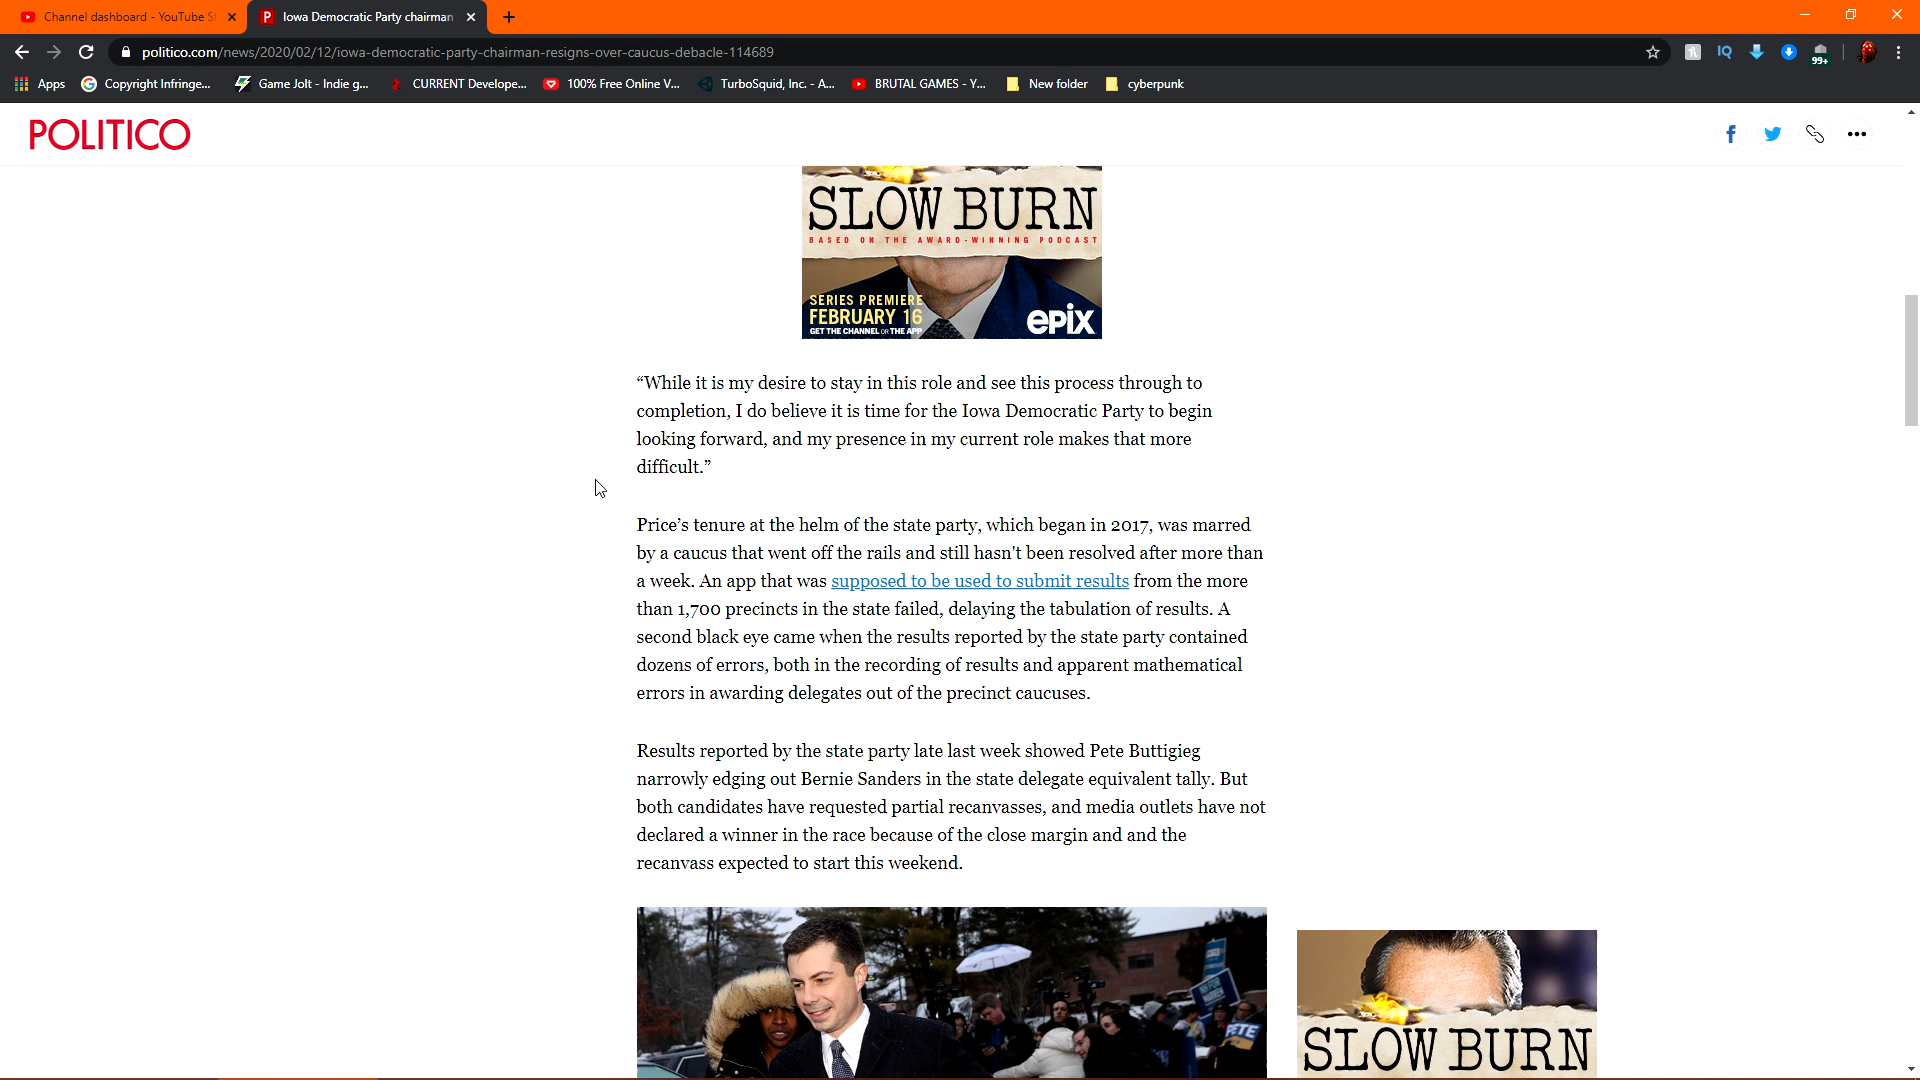 Channel dashboard - YouTube St
Iowa Democratic Party chairman
politico.com/news/2020/02/12/iowa-democratic-party-chairman-resigns-over-caucus-debacle-114689
IQ
99+
Apps
Copyright Infringe...
Game Jolt - Indie g...
CURRENT Develope...
100% Free Online V...
TurboSquid, Inc. - A...
BRUTAL GAMES - Y...
New folder
cyberpunk
POLITICO
SLOW BURN
BASED ON THE AWARD-WINNING PODCAST
SERIES PREMIERE
FEBRUARY 16
GET THE CHANNEL OR THE APP
epix
“While it is my desire to stay in this role and see this process through to
completion, I do believe it is time for the Iowa Democratic Party to begin
looking forward, and my presence in my current role makes that more
difficult.”
Price’s tenure at the helm of the state party, which began in 2017, was marred
by a caucus that went off the rails and still hasn't been resolved after more than
a week. An app that was supposed to be used to submit results from the more
than 1,700 precincts in the state failed, delaying the tabulation of results. A
second black eye came when the results reported by the state party contained
dozens of errors, both in the recording of results and apparent mathematical
errors in awarding delegates out of the precinct caucuses.
Results reported by the state party late last week showed Pete Buttigieg
narrowly edging out Bernie Sanders in the state delegate equivalent tally. But
both candidates have requested partial recanvasses, and media outlets have not
declared a winner in the race because of the close margin and and the
recanvass expected to start this weekend.
PETE
SLOW BURN